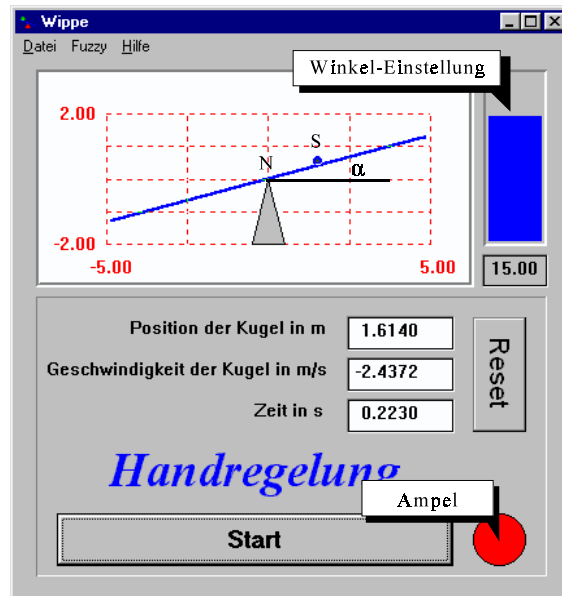 Wippe
Datei Fuzzy Hilfe
Winkel-Einstellung
2.00
S
N
α
-2.00
-5.00 5.00
15.00
Position der Kugel in m 1.6140
Geschwindigkeit der Kugel in m/s -2.4372
Zeit in s 0.2230
Reset
Handregelung
Ampel
Start